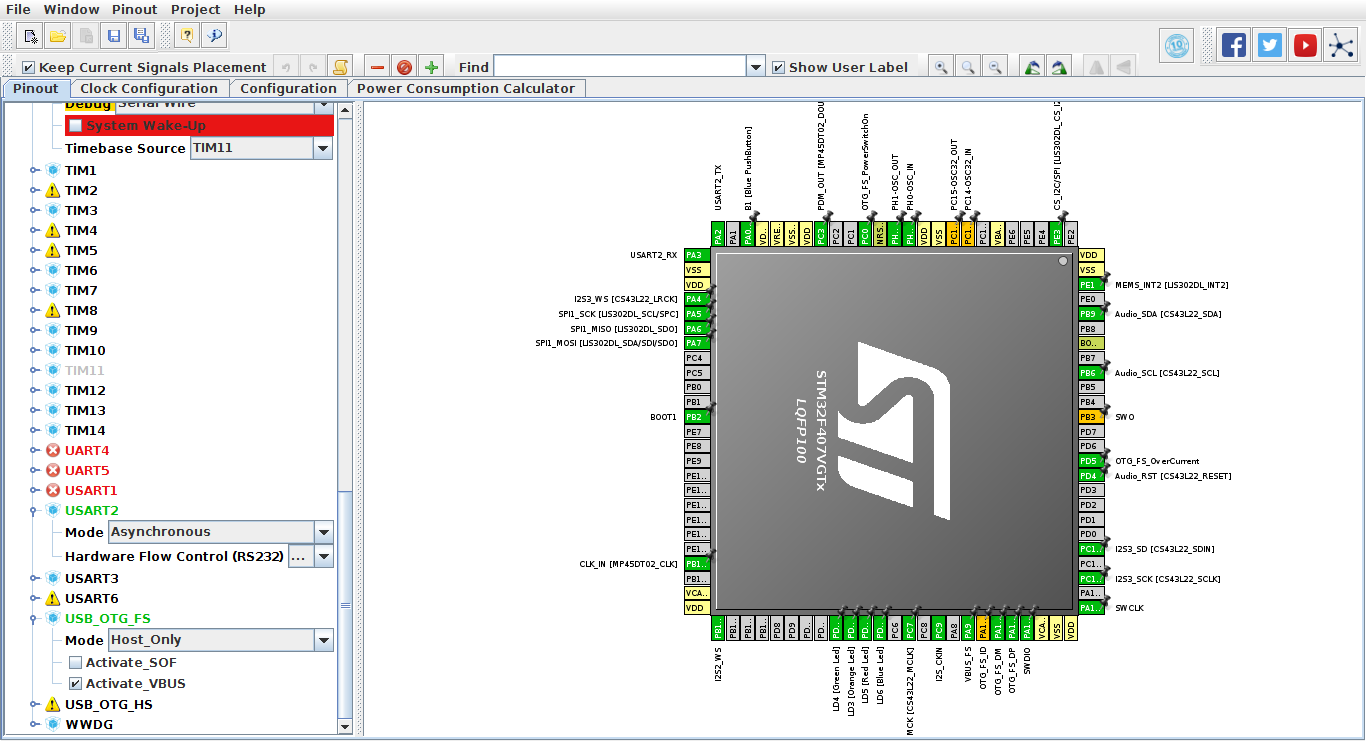 File Window Pinout Project Help
Keep Current Signals Placement
Find
Show User Label
Pinout
Clock Configuration
Configuration
Power Consumption Calculator
Debug Serial Wire
System Wake-Up
Timebase Source TIM11
TIM1
TIM2
TIM3
TIM4
TIM5
TIM6
TIM7
TIM8
TIM9
TIM10
TIM11
TIM12
TIM13
TIM14
UART4
UART5
USART1
USART2
Mode Asynchronous
Hardware Flow Control (RS232) ...
USART3
USART6
USB_OTG_FS
Mode Host_Only
Activate_SOF
Activate_VBUS
USB_OTG_HS
WWDG
USART2_TX
B1 [Blue PushButton]
PDM_OUT [MP45DT02_DOU
OTG_FS_PowerSwitchOn
PH1-OSC_OUT
PH0-OSC_IN
PC15-OSC32_OUT
PC14-OSC32_IN
CS_I2C/SPI [LIS302DL_CS_I2
PA2
PA1
PA0..
VD..
VRE..
VSS..
VDD
PC3
PC2
PC1
PC0
NRS..
PH..
PH..
VDD
VSS
PC1..
PC1..
PC1..
VBA..
PE6
PE5
PE4
PE3
PE2
USART2_RX PA3
VSS
VDD
I2S3_WS [CS43L22_LRCK] PA4
SPI1_SCK [LIS302DL_SCL/SPC] PA5
SPI1_MISO [LIS302DL_SDO] PA6
SPI1_MOSI [LIS302DL_SDA/SDI/SDO] PA7
PC4
PC5
PB0
PB1
BOOT1 PB2
PE7
PE8
PE9
PE1..
PE1..
PE1..
PE1..
PE1..
PE1..
CLK_IN [MP45DT02_CLK] PB1..
PB1..
VCA..
VDD
STM32F407VGTx
LQFP100
VDD
VSS
PE1 MEMS_INT2 [LIS302DL_INT2]
PE0
PB9 Audio_SDA [CS43L22_SDA]
PB8
BO..
PB7
PB6 Audio_SCL [CS43L22_SCL]
PB5
PB4
PB3 SWO
PD7
PD6
PD5 OTG_FS_OverCurrent
PD4 Audio_RST [CS43L22_RESET]
PD3
PD2
PD1
PD0
PC1.. I2S3_SD [CS43L22_SDIN]
PC1..
PC1.. I2S3_SCK [CS43L22_SCLK]
PA1..
PA1.. SWCLK
PB1..
PB1..
PB1..
PB1..
PD8
PD9
PD..
PD..
PD..
PD..
PD..
PD..
PC6
PC7
PC8
PC9
PA8
PA9
PA1..
PA1..
PA1..
PA1..
VCA..
VSS
VDD
I2S2_WS
LD4 [Green Led]
LD3 [Orange Led]
LD5 [Red Led]
LD6 [Blue Led]
MCK [CS43L22_MCLK]
I2S_CKIN
VBUS_FS
OTG_FS_ID
OTG_FS_DM
OTG_FS_DP
SWDIO